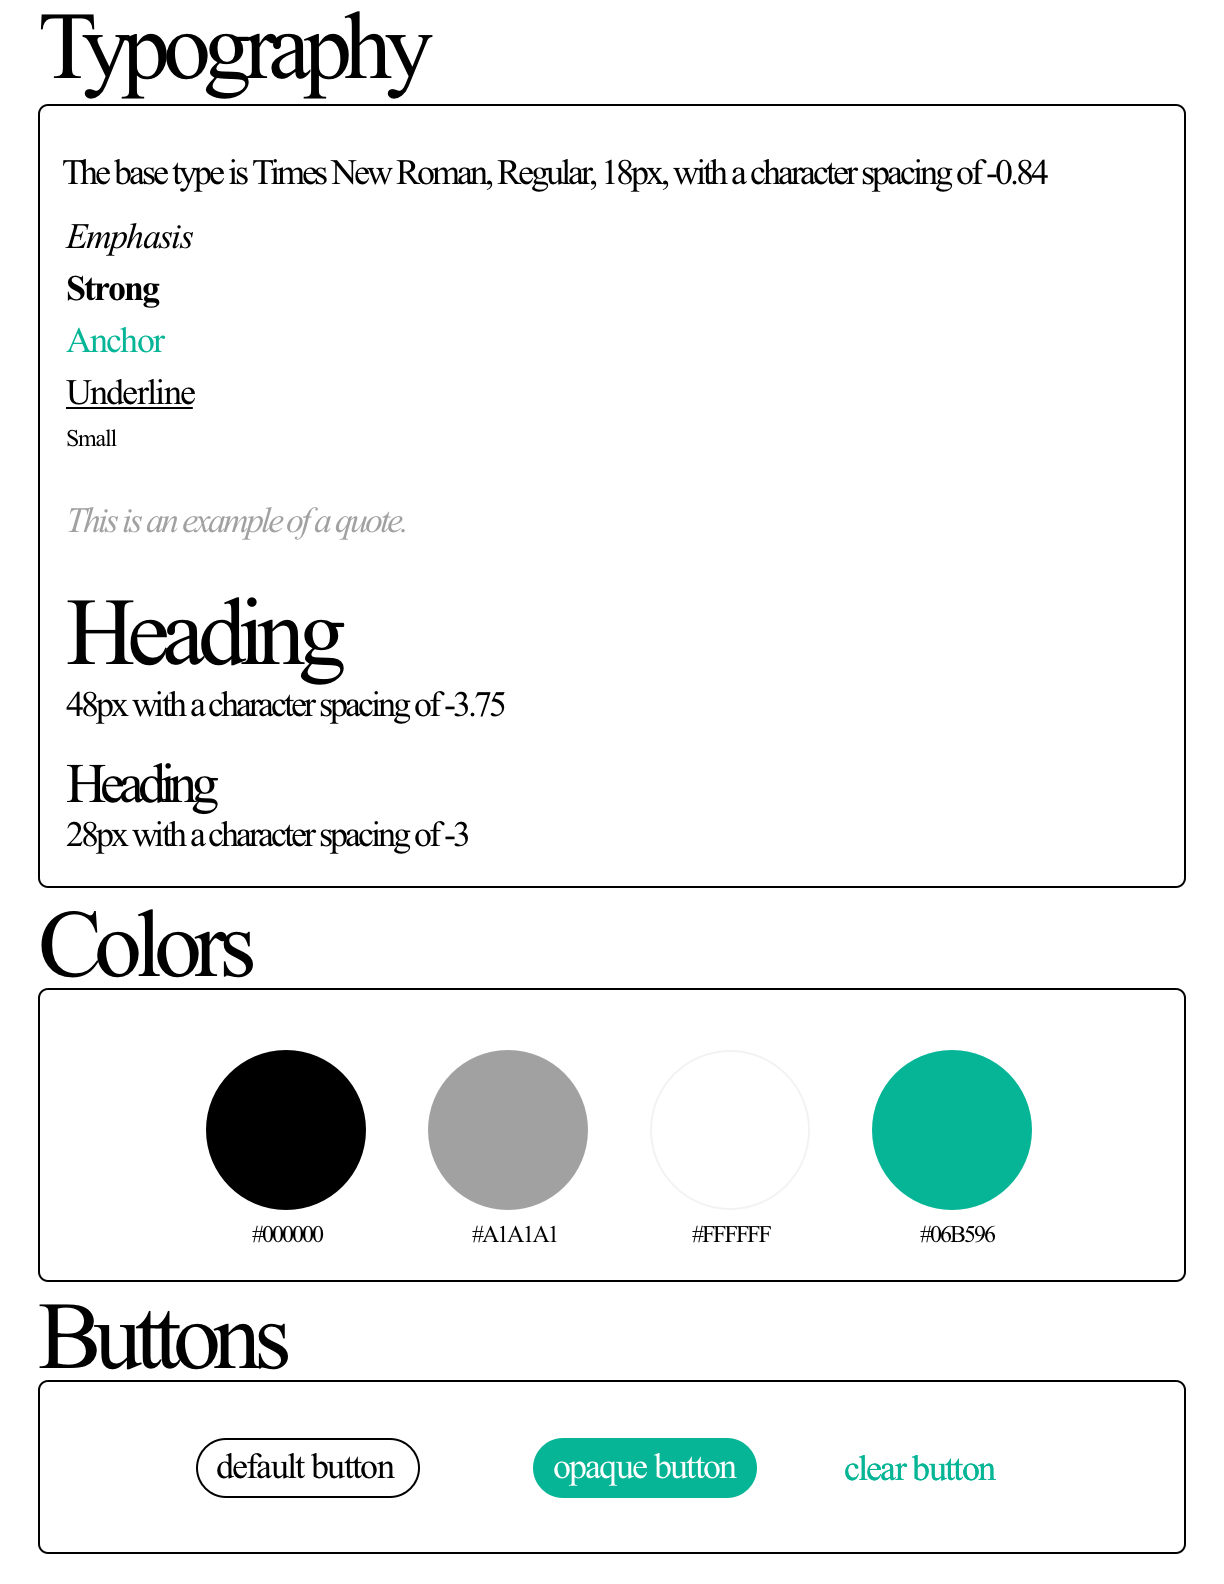 Typography
The base type is Times New Roman, Regular, 18px, with a character spacing of -0.84
Emphasis
Strong
Anchor
Underline
Small
This is an example of a quote.
Heading
48px with a character spacing of -3.75
Heading
28px with a character spacing of -3
Colors
#000000 #A1A1A1 #FFFFFF #06B596
Buttons
default button opaque button clear button